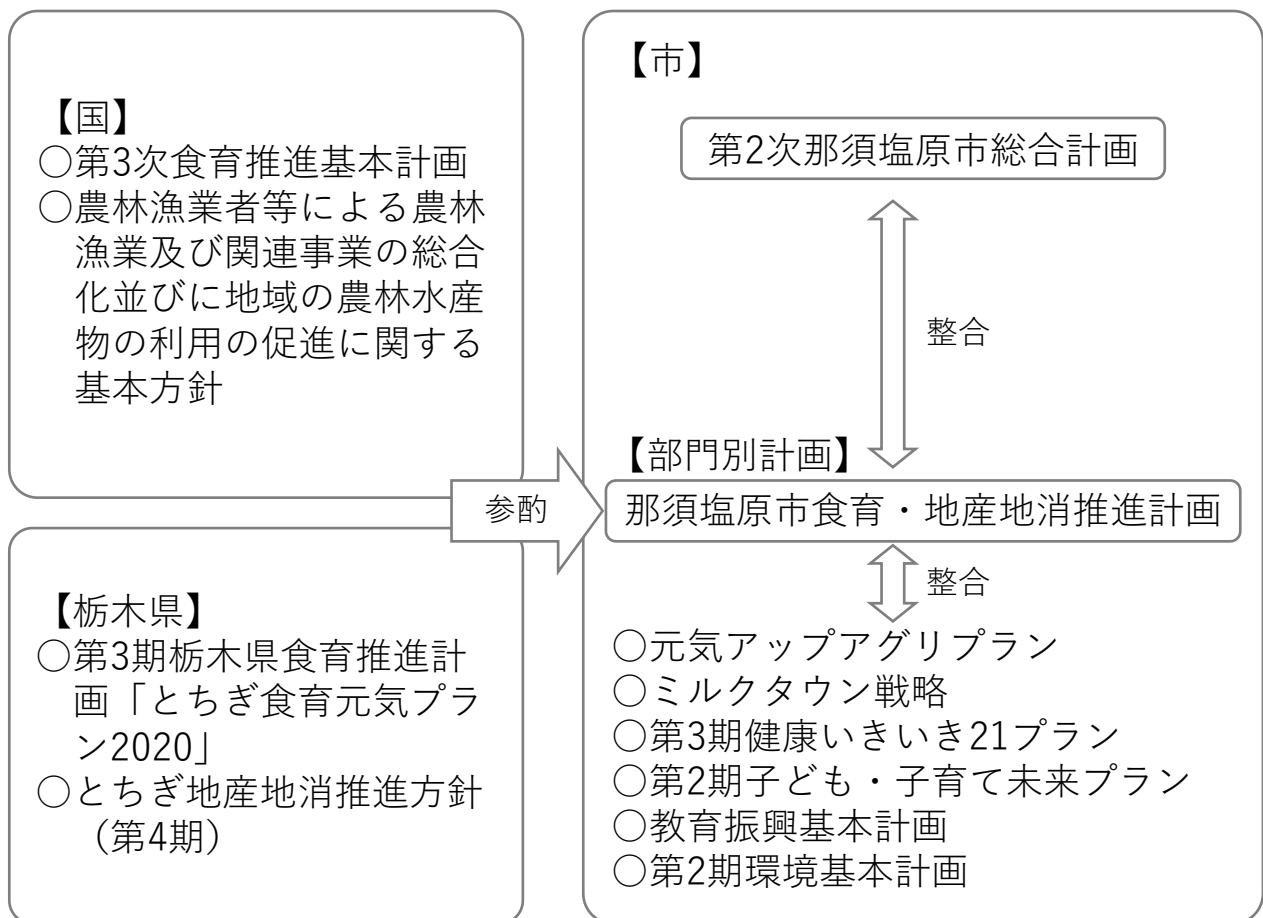 【国】
○第3次食育推進基本計画
○農林漁業者等による農林
漁業及び関連事業の総合
化並びに地域の農林水産
物の利用の促進に関する
基本方針
【栃木県】
○第3期栃木県食育推進計
画「とちぎ食育元気プラ
ン2020」
○とちぎ地産地消推進方針
（第4期）
参酌
【市】
第2次那須塩原市総合計画
整合
【部門別計画】
那須塩原市食育・地産地消推進計画
整合
○元気アップアグリプラン
○ミルクタウン戦略
○第3期健康いきいき21プラン
○第2期子ども・子育て未来プラン
○教育振興基本計画
○第2期環境基本計画